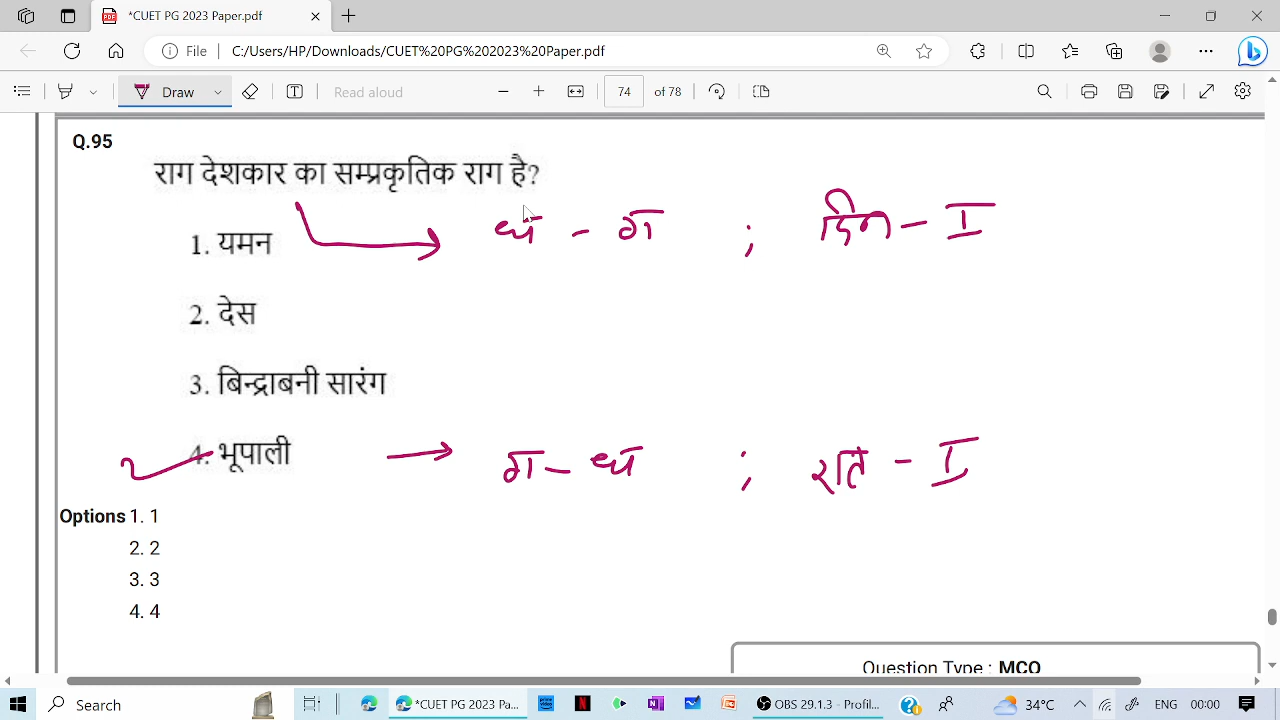 *CUET PG 2023 Paper.pdf
File C:/Users/HP/Downloads/CUET%20PG%202023%20Paper.pdf
Draw Read aloud 74 of 78
Q.95
राग देशकार का सम्प्रकृतिक राग है?
ध - ग ; दिन - I
1. यमन
2. देस
3. बिन्द्राबनी सारंग
4. भूपाली
ग - ध ; रात्रि - I
Options 1. 1
2. 2
3. 3
4. 4
Question Type : MCO
Search *CUET PG 2023 Pa... OBS 29.1.3 - Profil... 34°C ENG 00:00